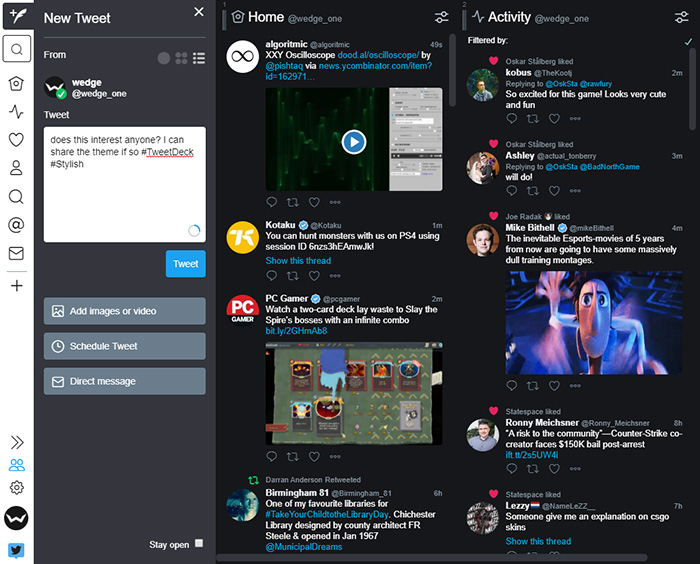 New Tweet
From
wedge
@wedge_one
Tweet
does this interest anyone? I can
share the theme if so #TweetDeck
#Stylish
Tweet
Add images or video
Schedule Tweet
Direct message
Stay open
1
Home @wedge_one
algorithmic @algoritmic 49s
XXY Oscilloscope dood.al/oscilloscope/ by
@pishtaq via news.ycombinator.com/item?
id=162971…
Kotaku @Kotaku 1m
You can hunt monsters with us on PS4 using
session ID 6nzs3hEAmwJk!
Show this thread
PC Gamer @pcgamer 2m
Watch a two-card deck lay waste to Slay the
Spire's bosses with an infinite combo
bit.ly/2GHmAb8
PC
GAMER
Darran Anderson Retweeted
Birmingham 81 @Birmingham_81 6h
One of my favourite libraries for
#TakeYourChildtotheLibraryDay. Chichester
Library designed by county architect FR
Steele & opened in Jan 1967
@MunicipalDreams
2
Activity @wedge_one
Filtered by:
Oskar Stålberg liked
kobus @TheKootj 2m
Replying to @OskSta @rawfury
So excited for this game! Looks very cute
and fun
Oskar Stålberg liked
Ashley @actual_tonberry 3m
Replying to @OskSta @BadNorthGame
will do!
Joe Radak liked
Mike Bithell @mikeBithell 4m
The inevitable Esports-movies of 5 years
from now are going to have some massively
dull training montages.
Statespace liked
Ronny Meichsner @Ronny_Meichsner 8h
“A risk to the community”—Counter-Strike co-
creator faces $150K bail post-arrest
ift.tt/2s5UW4i
Statespace liked
Lezzy @NameLeZZ__ 7h
Someone give me an explanation on csgo
skins
Show this thread